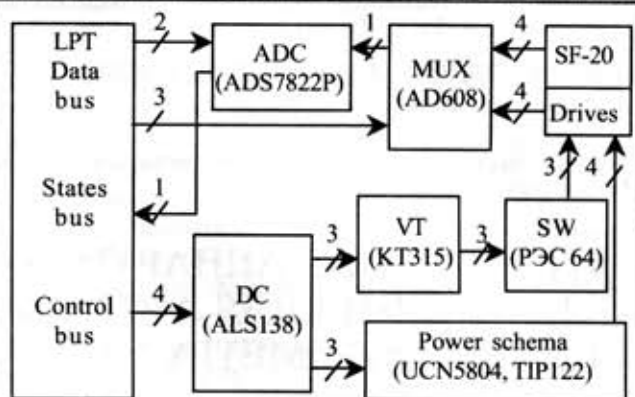 LPT
Data
bus
States
bus
Control
bus
2
3
1
4
ADC
(ADS7822P)
1
MUX
(AD608)
4
4
SF-20
Drives
3
4
DC
(ALS138)
3
3
VT
(KT315)
3
SW
(РЭС 64)
Power schema
(UCN5804, TIP122)